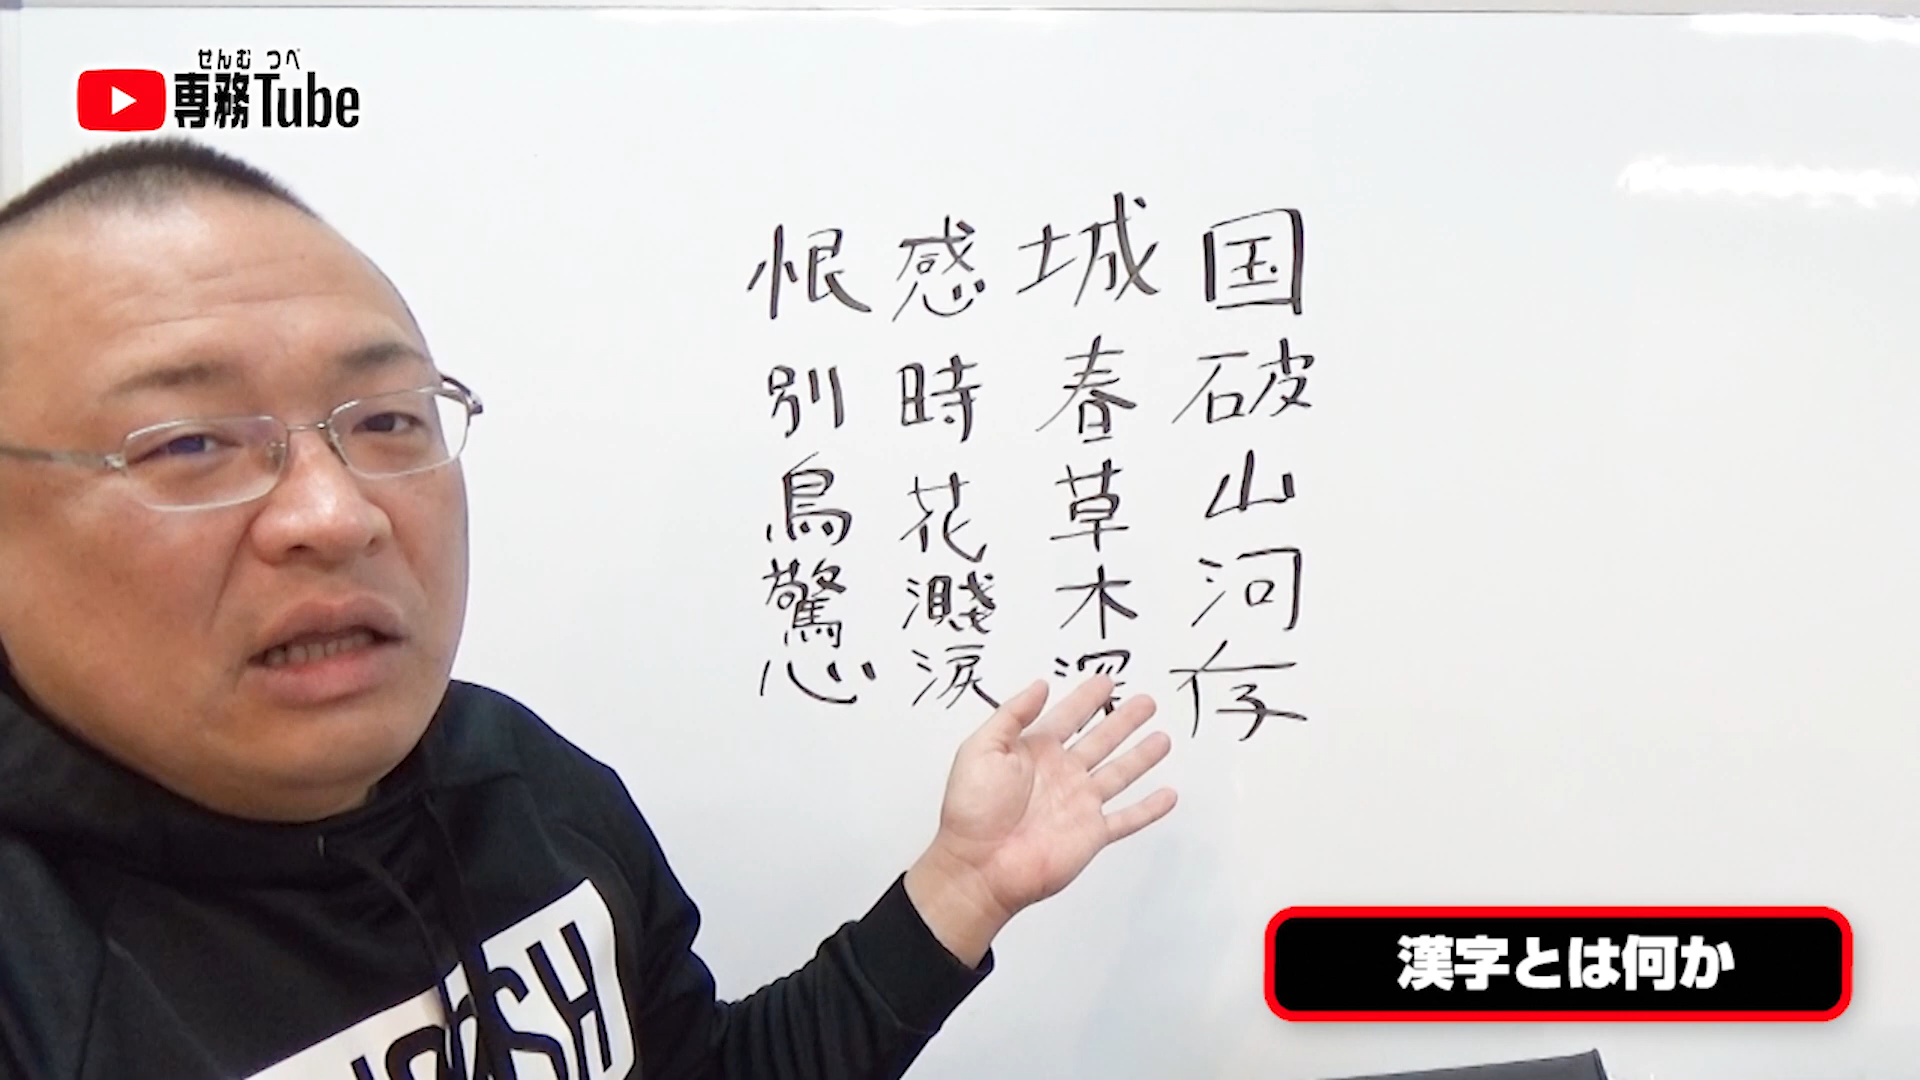 せんむ つべ
専務Tube
国破山河存
城春草木深
感時花濺涙
恨別鳥驚心
漢字とは何か